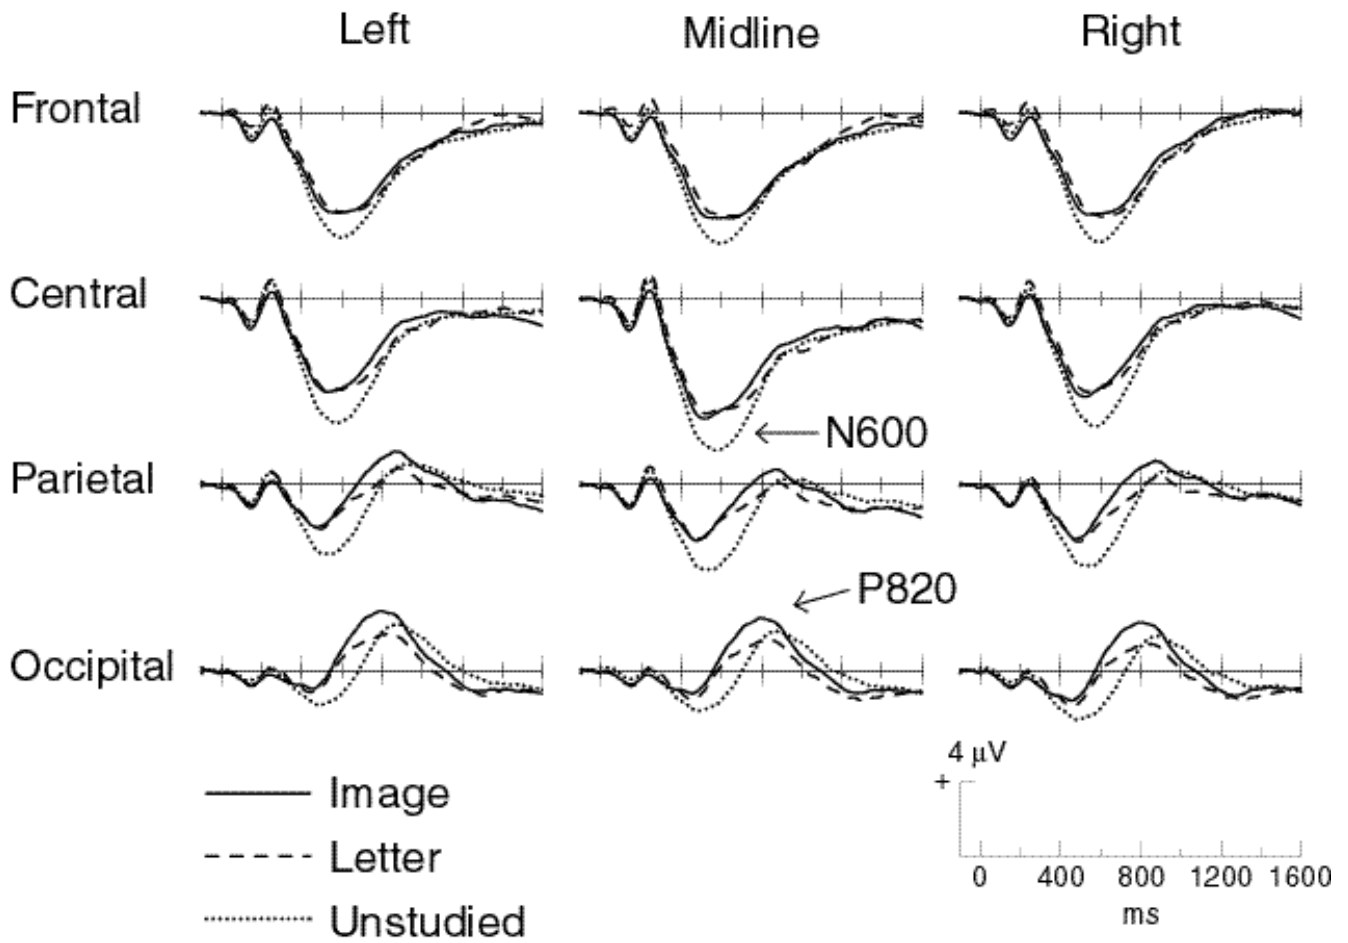 Left Midline Right
Frontal
Central
N600
Parietal
P820
Occipital
4 μV
+
Image
Letter
Unstudied
0 400 800 1200 1600
ms